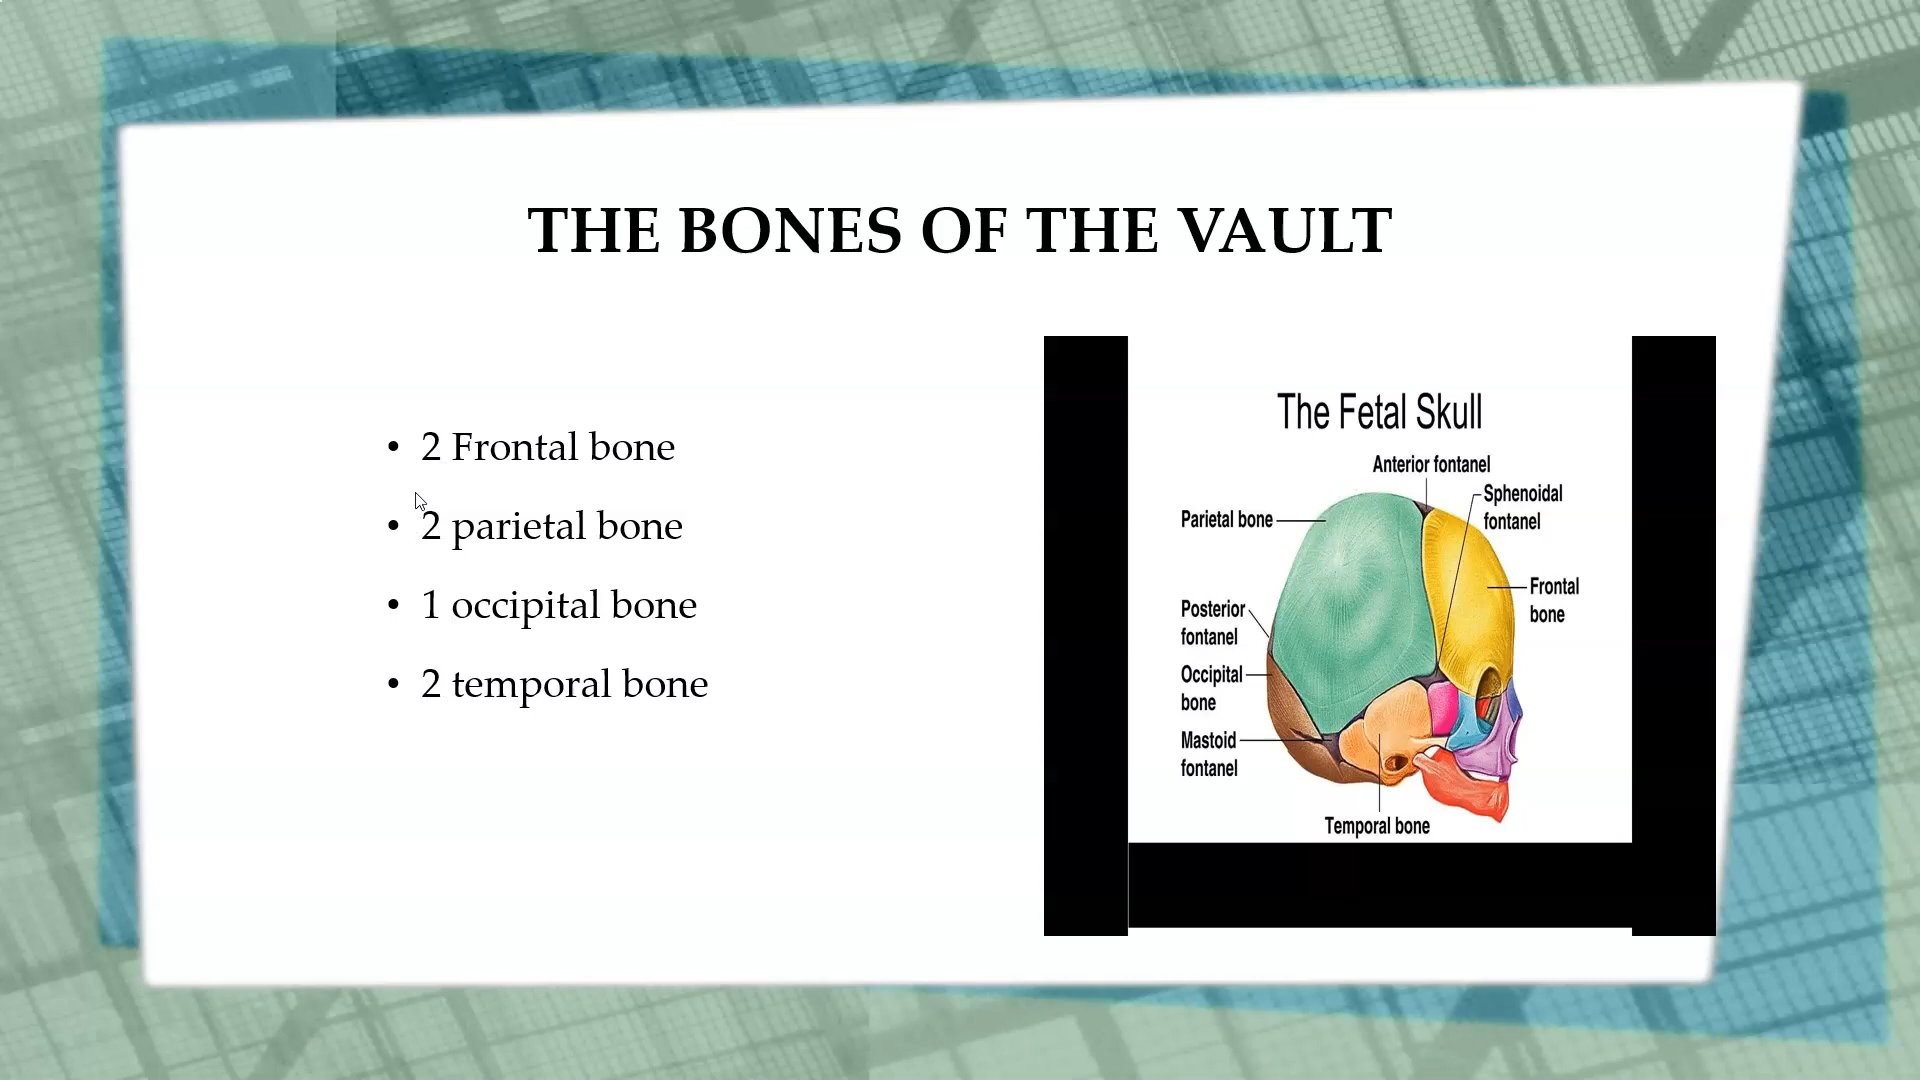 THE BONES OF THE VAULT
• 2 Frontal bone
• 2 parietal bone
• 1 occipital bone
• 2 temporal bone
The Fetal Skull
Anterior fontanel
Sphenoidal
fontanel
Parietal bone
Frontal
bone
Posterior
fontanel
Occipital
bone
Mastoid
fontanel
Temporal bone